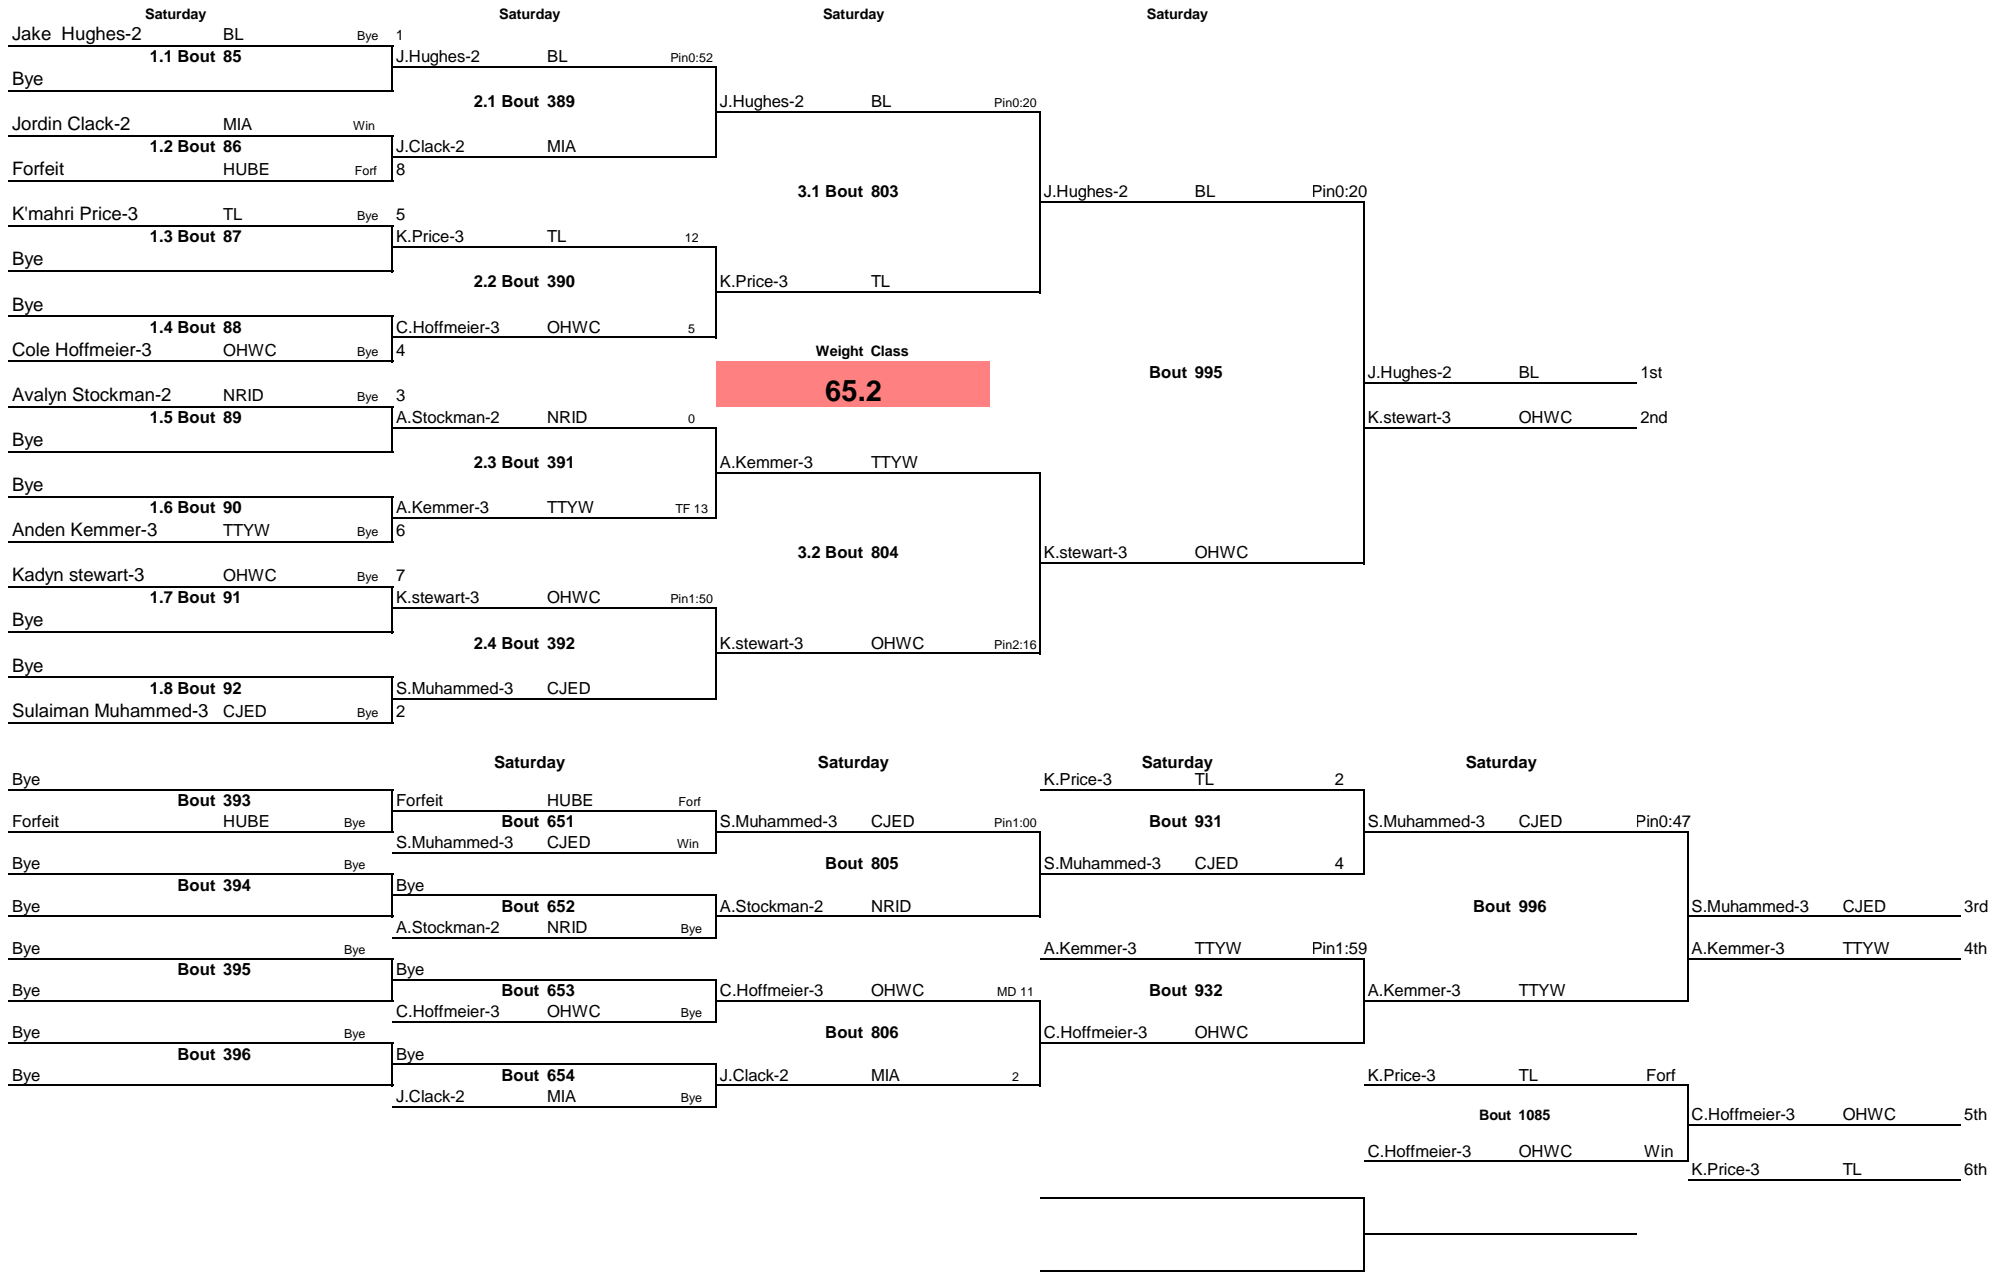 Saturday Saturday Saturday Saturday
Jake  Hughes-2 BL Bye 1
1.1 Bout 85 J.Hughes-2 BL Pin0:52
Bye
2.1 Bout 389 J.Hughes-2 BL Pin0:20
Jordin Clack-2 MIA Win
1.2 Bout 86 J.Clack-2 MIA
Forfeit HUBE Forf 8
3.1 Bout 803 J.Hughes-2 BL Pin0:20
K'mahri Price-3 TL Bye 5
1.3 Bout 87 K.Price-3 TL 12
Bye
2.2 Bout 390 K.Price-3 TL
Bye
1.4 Bout 88 C.Hoffmeier-3 OHWC 5
Cole Hoffmeier-3 OHWC Bye 4 Weight Class
Bout 995 J.Hughes-2 BL 1st
Avalyn Stockman-2 NRID Bye 3 65.2
1.5 Bout 89 A.Stockman-2 NRID 0 K.stewart-3 OHWC 2nd
Bye
2.3 Bout 391 A.Kemmer-3 TTYW
Bye
1.6 Bout 90 A.Kemmer-3 TTYW TF 13
Anden Kemmer-3 TTYW Bye 6
3.2 Bout 804 K.stewart-3 OHWC
Kadyn stewart-3 OHWC Bye 7
1.7 Bout 91 K.stewart-3 OHWC Pin1:50
Bye
2.4 Bout 392 K.stewart-3 OHWC Pin2:16
Bye
1.8 Bout 92 S.Muhammed-3 CJED
Sulaiman Muhammed-3 CJED Bye 2
Saturday Saturday Saturday Saturday
Bye K.Price-3 TL 2
Bout 393 Forfeit HUBE Forf
Forfeit HUBE Bye Bout 651 S.Muhammed-3 CJED Pin1:00 Bout 931 S.Muhammed-3 CJED Pin0:47
S.Muhammed-3 CJED Win
Bye Bye Bout 805 S.Muhammed-3 CJED 4
Bout 394 Bye
Bye Bout 652 A.Stockman-2 NRID Bout 996 S.Muhammed-3 CJED 3rd
A.Stockman-2 NRID Bye
Bye Bye A.Kemmer-3 TTYW Pin1:59 A.Kemmer-3 TTYW 4th
Bout 395 Bye
Bye Bout 653 C.Hoffmeier-3 OHWC MD 11 Bout 932 A.Kemmer-3 TTYW
C.Hoffmeier-3 OHWC Bye
Bye Bye Bout 806 C.Hoffmeier-3 OHWC
Bout 396 Bye
Bye Bout 654 J.Clack-2 MIA 2 K.Price-3 TL Forf
J.Clack-2 MIA Bye
Bout 1085 C.Hoffmeier-3 OHWC 5th
C.Hoffmeier-3 OHWC Win
K.Price-3 TL 6th